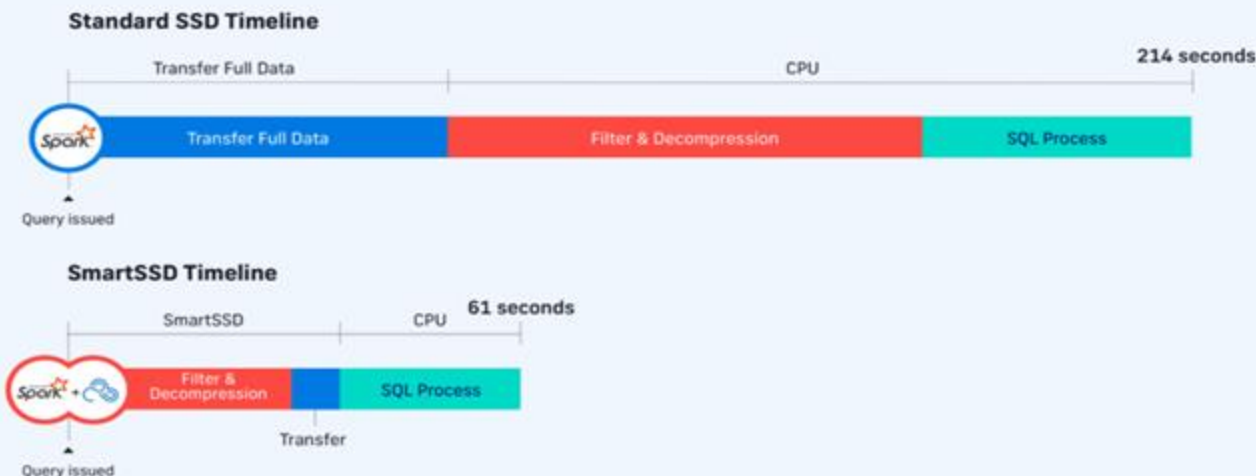 Standard SSD Timeline
214 seconds
Transfer Full Data
CPU
Spark
Transfer Full Data
Filter & Decompression
SQL Process
Query issued
SmartSSD Timeline
61 seconds
SmartSSD
CPU
Spark +
Filter &
Decompression
SQL Process
Transfer
Query issued